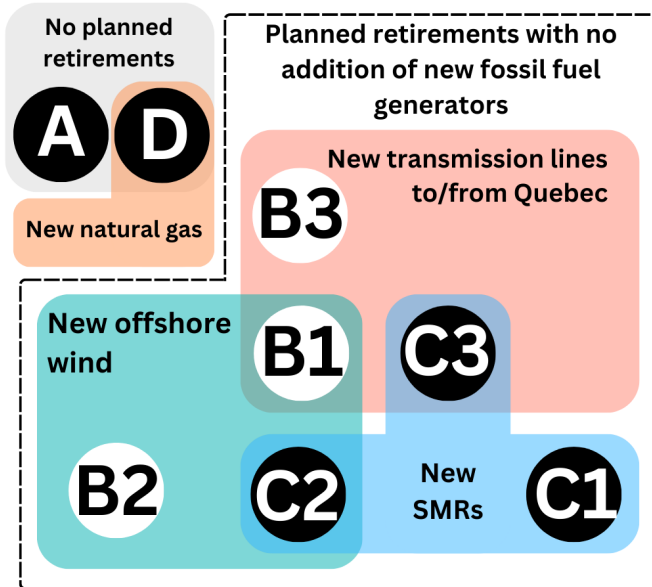 No planned
retirements
A
D
New natural gas
Planned retirements with no
addition of new fossil fuel
generators
New transmission lines
to/from Quebec
B3
New offshore
wind
B1
C3
B2
C2
New
SMRs
C1